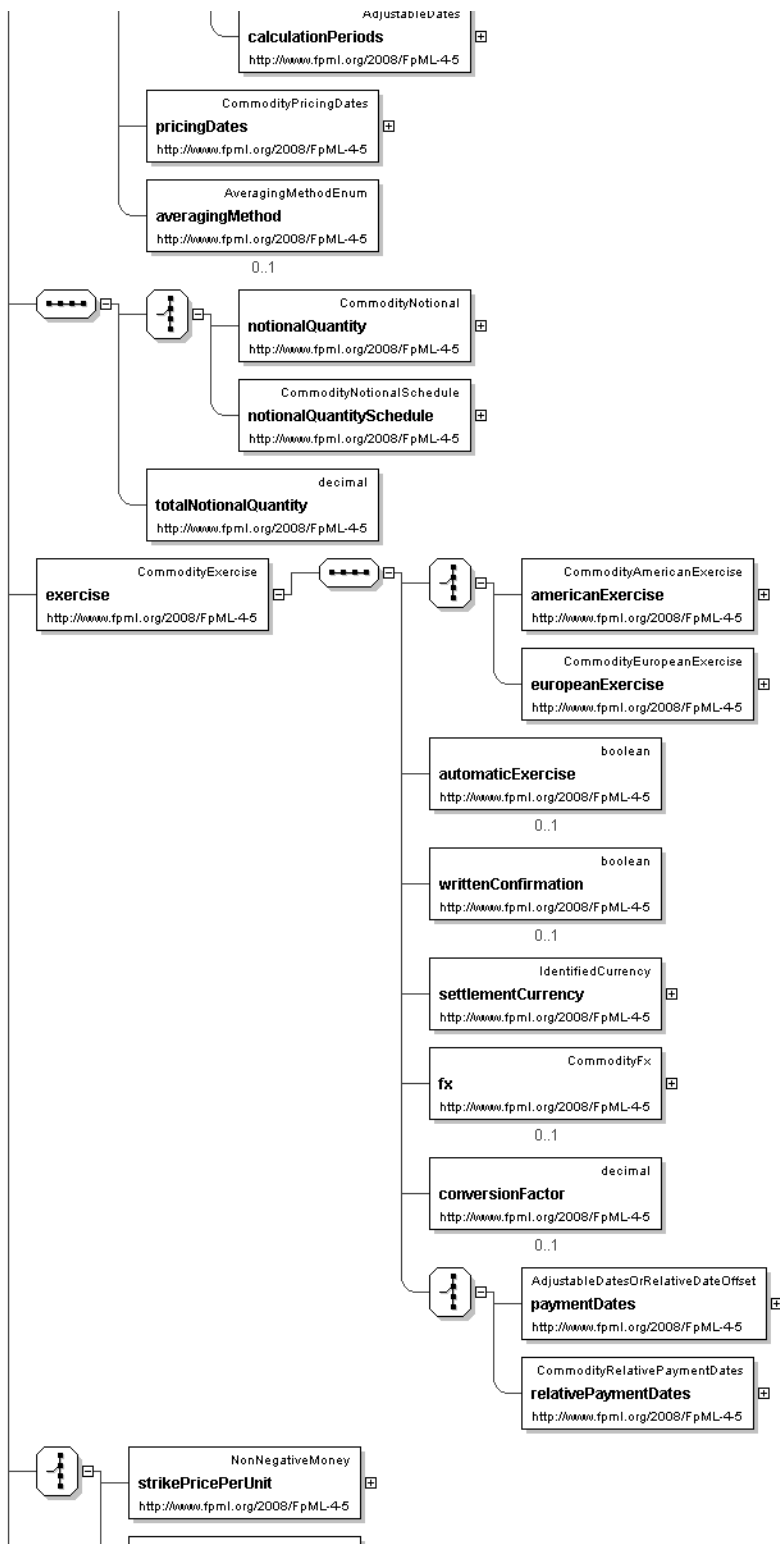 AdjustableDates
calculationPeriods
http://www.fpml.org/2008/FpML-4-5
CommodityPricingDates
pricingDates
http://www.fpml.org/2008/FpML-4-5
AveragingMethodEnum
averagingMethod
http://www.fpml.org/2008/FpML-4-5
0..1
CommodityNotional
notionalQuantity
http://www.fpml.org/2008/FpML-4-5
CommodityNotionalSchedule
notionalQuantitySchedule
http://www.fpml.org/2008/FpML-4-5
decimal
totalNotionalQuantity
http://www.fpml.org/2008/FpML-4-5
CommodityExercise
exercise
http://www.fpml.org/2008/FpML-4-5
CommodityAmericanExercise
americanExercise
http://www.fpml.org/2008/FpML-4-5
CommodityEuropeanExercise
europeanExercise
http://www.fpml.org/2008/FpML-4-5
boolean
automaticExercise
http://www.fpml.org/2008/FpML-4-5
0..1
boolean
writtenConfirmation
http://www.fpml.org/2008/FpML-4-5
0..1
IdentifiedCurrency
settlementCurrency
http://www.fpml.org/2008/FpML-4-5
CommodityFx
fx
http://www.fpml.org/2008/FpML-4-5
0..1
decimal
conversionFactor
http://www.fpml.org/2008/FpML-4-5
0..1
AdjustableDatesOrRelativeDateOffset
paymentDates
http://www.fpml.org/2008/FpML-4-5
CommodityRelativePaymentDates
relativePaymentDates
http://www.fpml.org/2008/FpML-4-5
NonNegativeMoney
strikePricePerUnit
http://www.fpml.org/2008/FpML-4-5